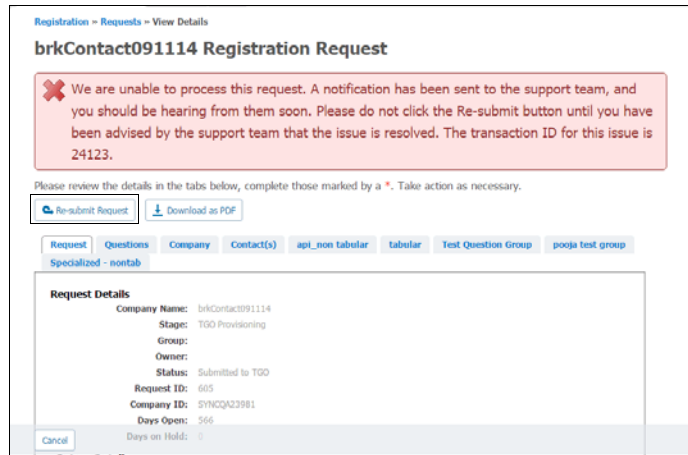 Registration » Requests » View Details
brkContact091114 Registration Request
We are unable to process this request. A notification has been sent to the support team, and
you should be hearing from them soon. Please do not click the Re-submit button until you have
been advised by the support team that the issue is resolved. The transaction ID for this issue is
24123.
Please review the details in the tabs below, complete those marked by a *. Take action as necessary.
Re-submit Request Download as PDF
Request Questions Company Contact(s) api_non tabular tabular Test Question Group pooja test group
Specialized - nontab
Request Details
Company Name: brkContact091114
Stage: TGO Provisioning
Group:
Owner:
Status: Submitted to TGO
Request ID: 605
Company ID: SYNCQA23981
Days Open: 566
Cancel Days on Hold: 0